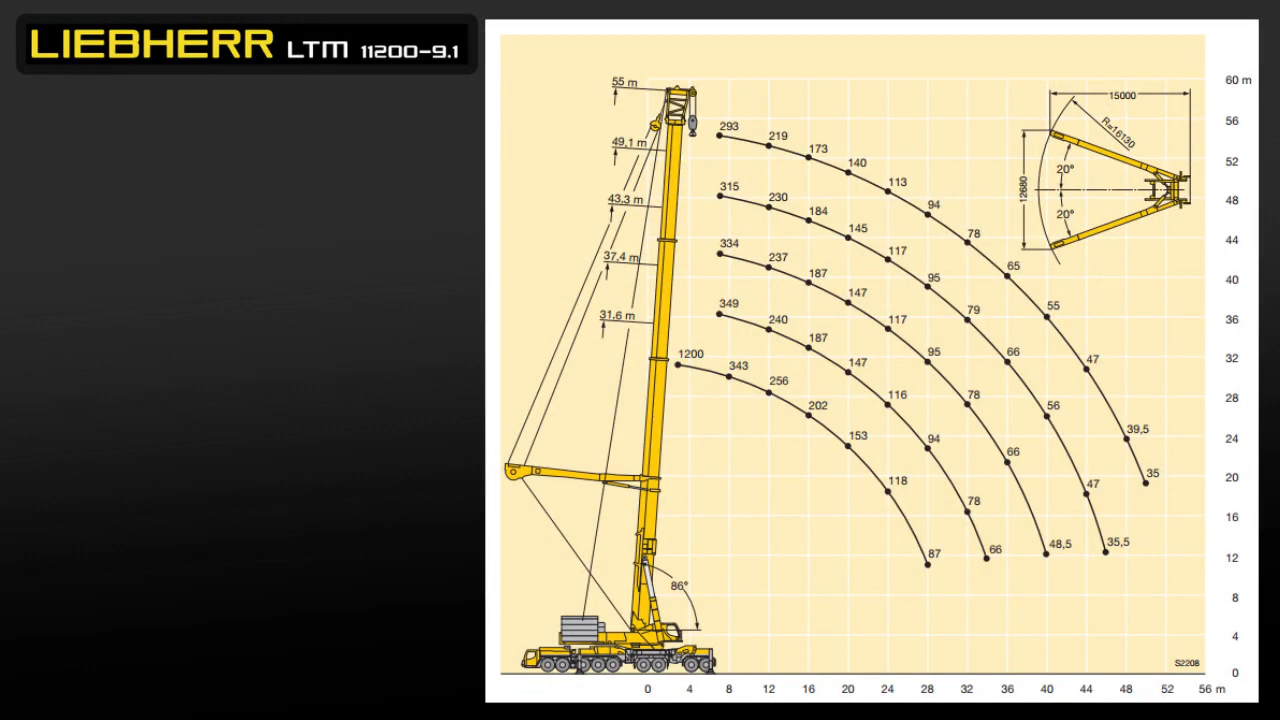 LIEBHERR LTM 11200-9.1
55 m
49,1 m
43,3 m
37,4 m
31,6 m
86°
293 219 173 140 113 94 78 65 55 47 39,5 35
315 230 184 145 117 95 79 66 56 47 35,5
334 237 187 147 117 95 78 66 48,5
349 240 187 147 116 94 78 66
1200 343 256 202 153 118 87
15000
R=16130
12680
20°
20°
60 m
56
52
48
44
40
36
32
28
24
20
16
12
8
4
0
S2208
0 4 8 12 16 20 24 28 32 36 40 44 48 52 56 m